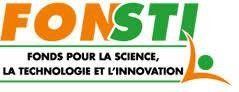 FONSTI
FONDS POUR LA SCIENCE,
LA TECHNOLOGIE ET L'INNOVATION